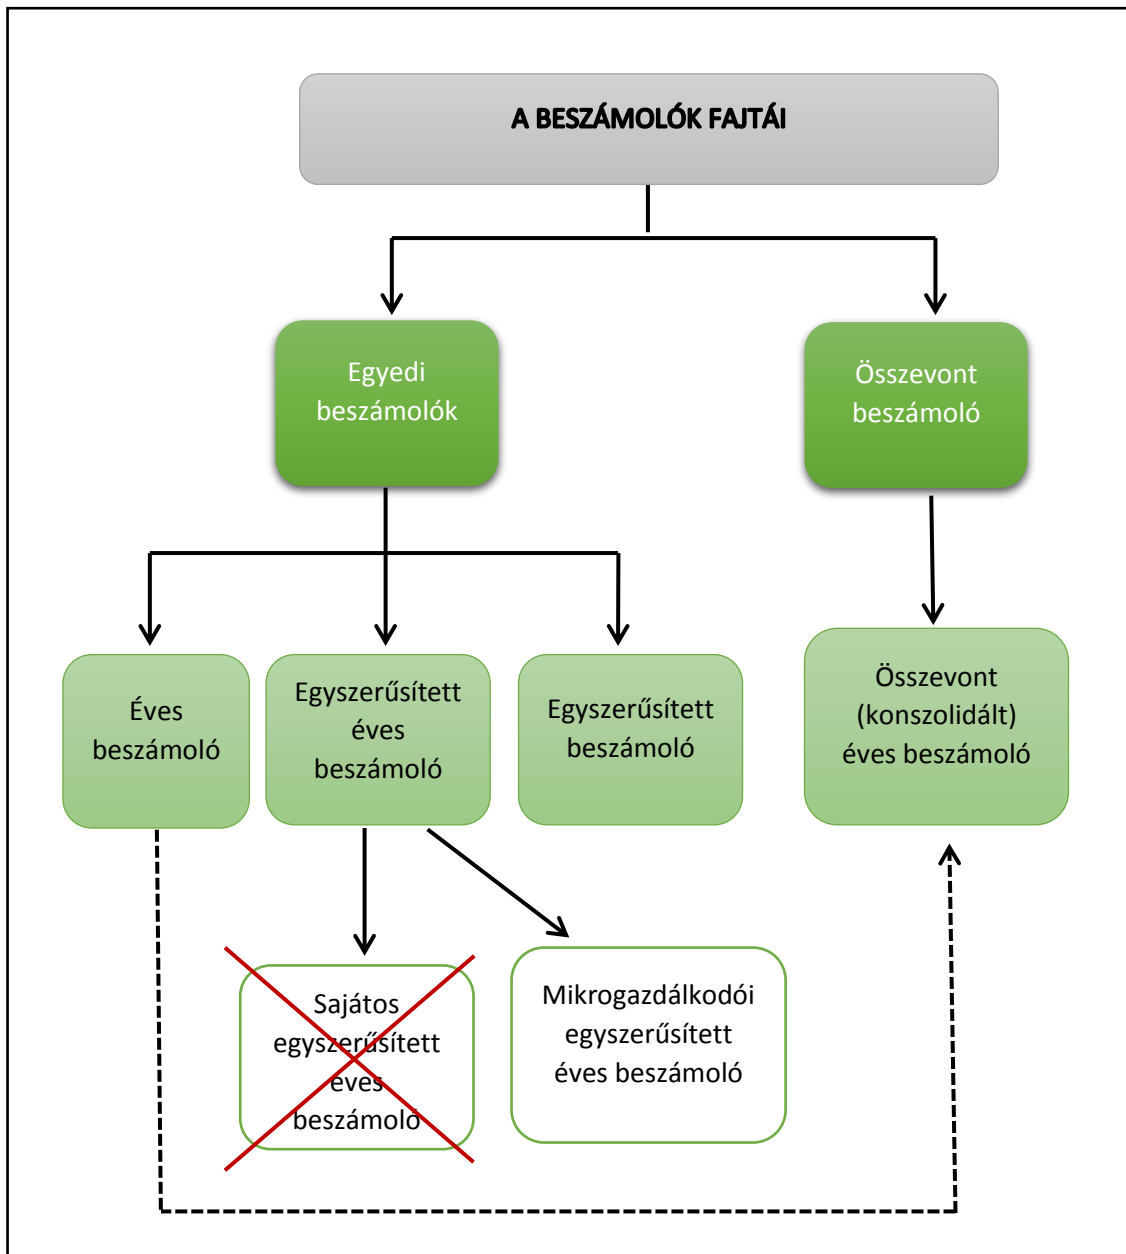 A BESZÁMOLÓK FAJTÁI
Egyedi
beszámolók
Összevont
beszámoló
Éves
beszámoló
Egyszerűsített
éves
beszámoló
Egyszerűsített
beszámoló
Összevont
(konszolidált)
éves beszámoló
Sajátos
egyszerűsített
éves
beszámoló
Mikrogazdálkodói
egyszerűsített
éves beszámoló